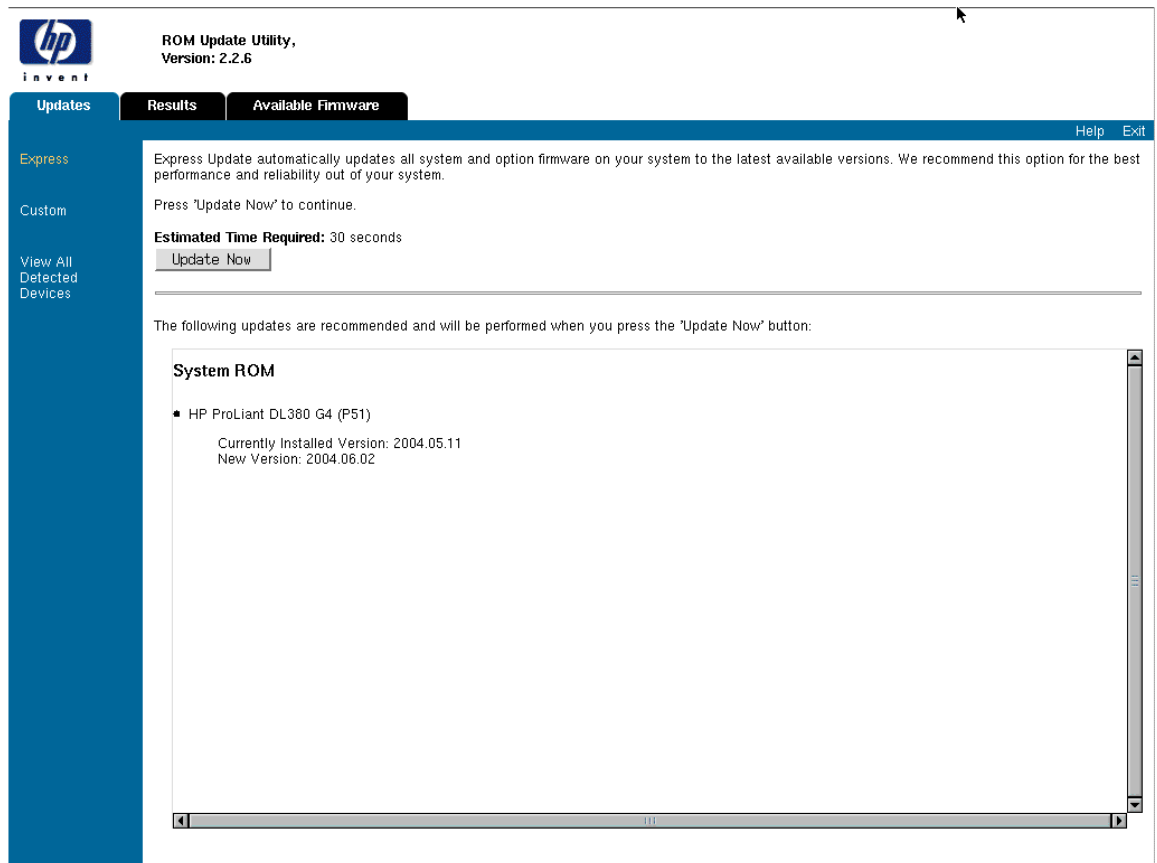 hp
invent
ROM Update Utility,
Version: 2.2.6
Updates
Results
Available Firmware
Help
Exit
Express
Custom
View All
Detected
Devices
Express Update automatically updates all system and option firmware on your system to the latest available versions. We recommend this option for the best
performance and reliability out of your system.
Press 'Update Now' to continue.
Estimated Time Required: 30 seconds
Update Now
The following updates are recommended and will be performed when you press the 'Update Now' button:
System ROM
HP ProLiant DL380 G4 (P51)
Currently Installed Version: 2004.05.11
New Version: 2004.06.02